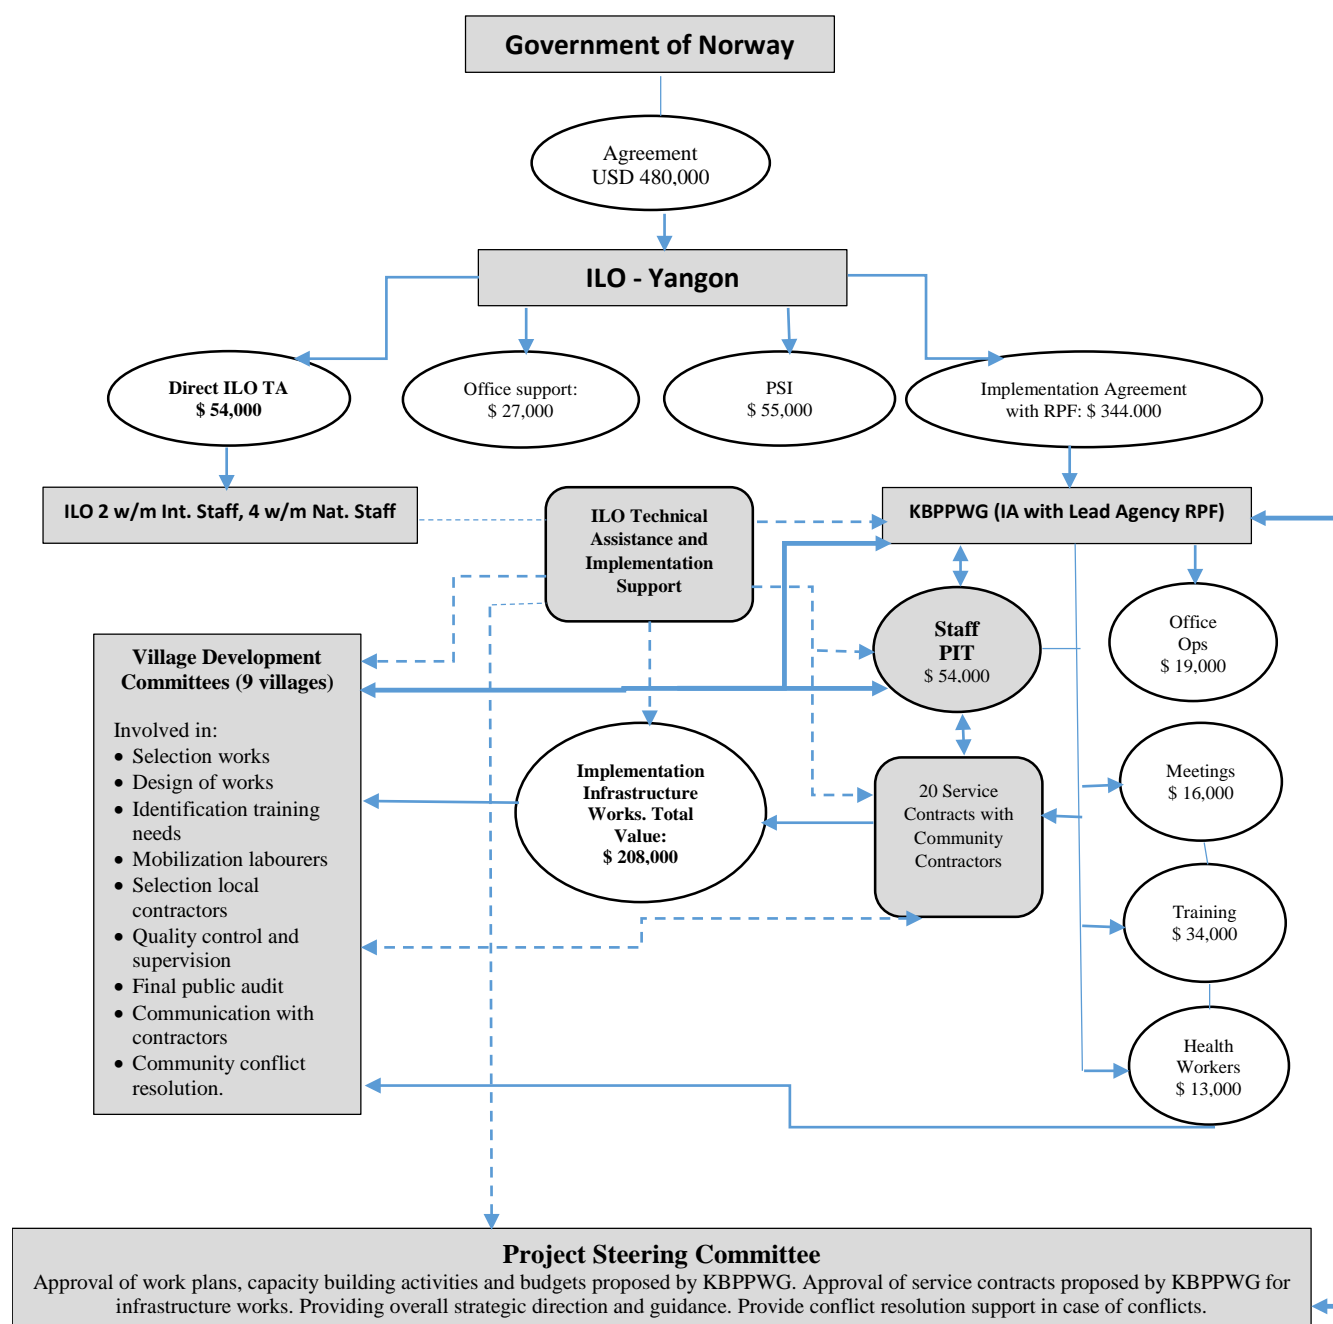 Government of Norway
Agreement
USD 480,000
ILO - Yangon
Direct ILO TA
$ 54,000
Office support:
$ 27,000
PSI
$ 55,000
Implementation Agreement
with RPF: $ 344.000
ILO 2 w/m Int. Staff, 4 w/m Nat. Staff
ILO Technical
Assistance and
Implementation
Support
KBPPWG (IA with Lead Agency RPF)
Staff
PIT
$ 54,000
Office
Ops
$ 19,000
Village Development
Committees (9 villages)
Involved in:
• Selection works
• Design of works
• Identification training
needs
• Mobilization labourers
• Selection local
contractors
• Quality control and
supervision
• Final public audit
• Communication with
contractors
• Community conflict
resolution.
Implementation
Infrastructure
Works. Total
Value:
$ 208,000
20 Service
Contracts with
Community
Contractors
Meetings
$ 16,000
Training
$ 34,000
Health
Workers
$ 13,000
Project Steering Committee
Approval of work plans, capacity building activities and budgets proposed by KBPPWG. Approval of service contracts proposed by KBPPWG for
infrastructure works. Providing overall strategic direction and guidance. Provide conflict resolution support in case of conflicts.